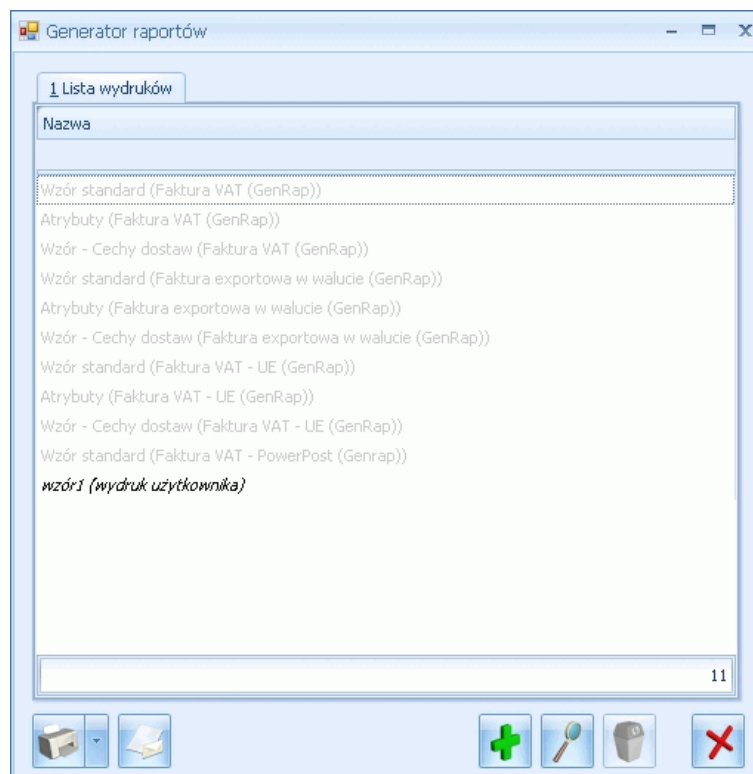 Generator raportów
1 Lista wydruków
Nazwa
Wzór standard (Faktura VAT (GenRap))
Atrybuty (Faktura VAT (GenRap))
Wzór - Cechy dostaw (Faktura VAT (GenRap))
Wzór standard (Faktura exportowa w walucie (GenRap))
Atrybuty (Faktura exportowa w walucie (GenRap))
Wzór - Cechy dostaw (Faktura exportowa w walucie (GenRap))
Wzór standard (Faktura VAT - UE (GenRap))
Atrybuty (Faktura VAT - UE (GenRap))
Wzór - Cechy dostaw (Faktura VAT - UE (GenRap))
Wzór standard (Faktura VAT - PowerPost (Genrap))
wzór1 (wydruk użytkownika)
11